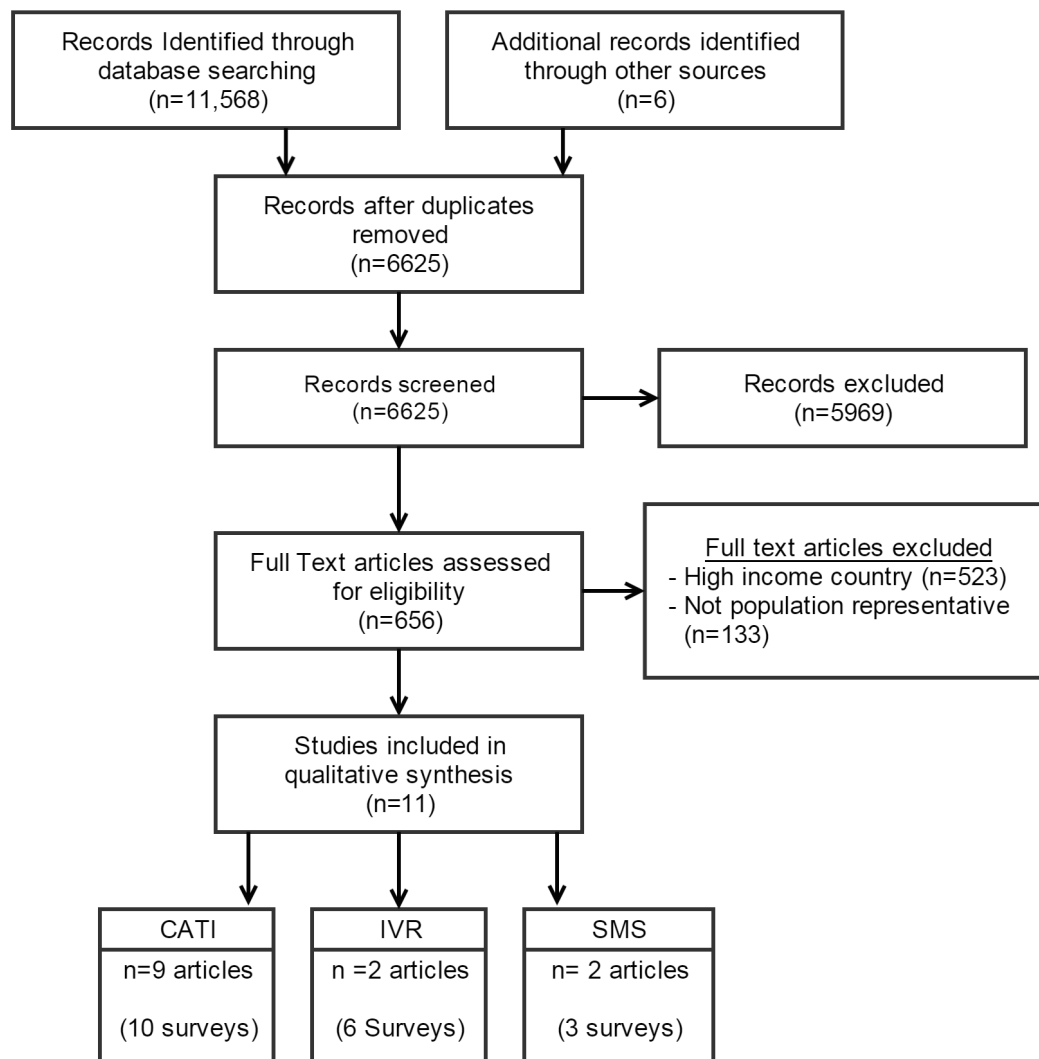 Records Identified through
database searching
(n=11,568)
Additional records identified
through other sources
(n=6)
Records after duplicates
removed
(n=6625)
Records screened
(n=6625)
Records excluded
(n=5969)
Full Text articles assessed
for eligibility
(n=656)
Full text articles excluded
- High income country (n=523)
- Not population representative
(n=133)
Studies included in
qualitative synthesis
(n=11)
CATI
n=9 articles
(10 surveys)
IVR
n =2 articles
(6 Surveys)
SMS
n= 2 articles
(3 surveys)